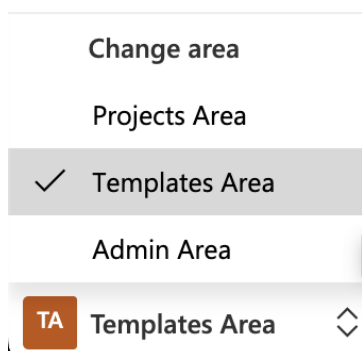 Change area
Projects Area
Templates Area
Admin Area
TA Templates Area